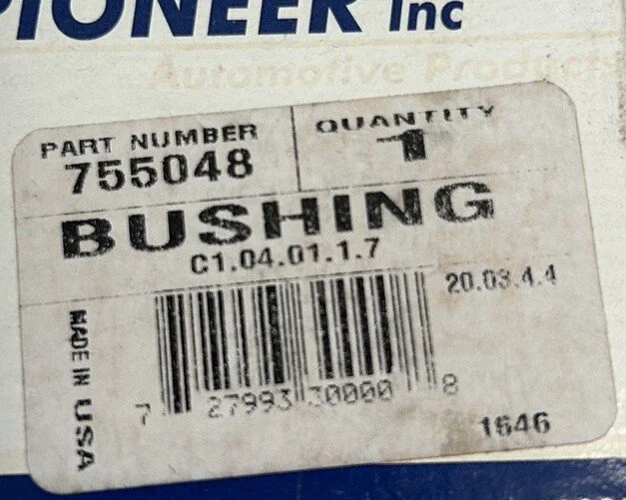 PIONEER Inc
Automotive Products
PART NUMBER
755048
QUANTITY
1
BUSHING
C1.04.01.1.7
20.03.4.4
MADE IN USA
7 27993 30000 8
1646